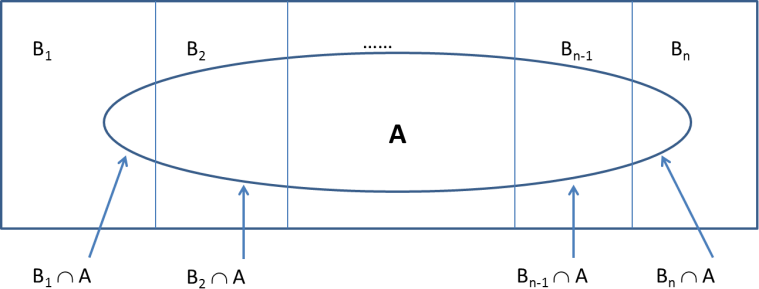 B₁ B₂ ...... Bₙ₋₁ Bₙ
A
B₁ ∩ A B₂ ∩ A Bₙ₋₁ ∩ A Bₙ ∩ A